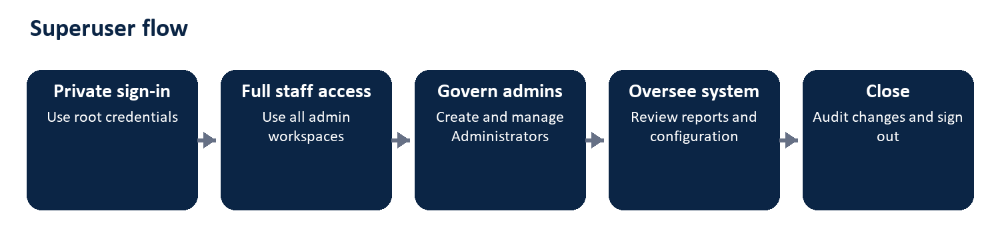 Superuser flow
Private sign-in
Use root credentials
Full staff access
Use all admin
workspaces
Govern admins
Create and manage
Administrators
Oversee system
Review reports and
configuration
Close
Audit changes and sign
out